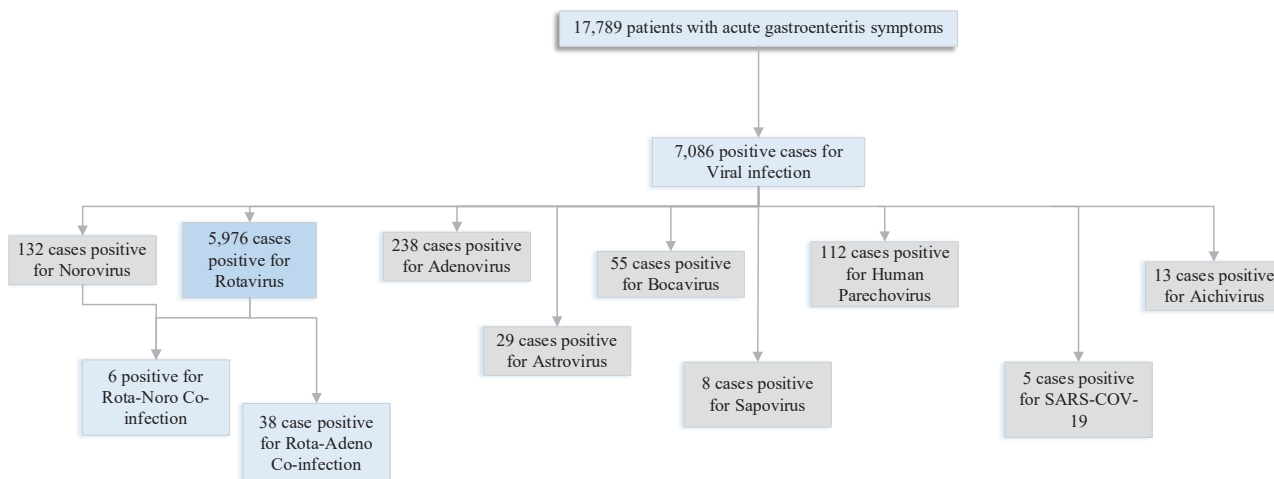 17,789 patients with acute gastroenteritis symptoms
7,086 positive cases for
Viral infection
132 cases positive
for Norovirus
5,976 cases
positive for
Rotavirus
238 cases positive
for Adenovirus
29 cases positive
for Astrovirus
55 cases positive
for Bocavirus
8 cases positive
for Sapovirus
112 cases positive
for Human
Parechovirus
5 cases positive
for SARS-COV-
19
13 cases positive
for Aichivirus
6 positive for
Rota-Noro Co-
infection
38 case positive
for Rota-Adeno
Co-infection